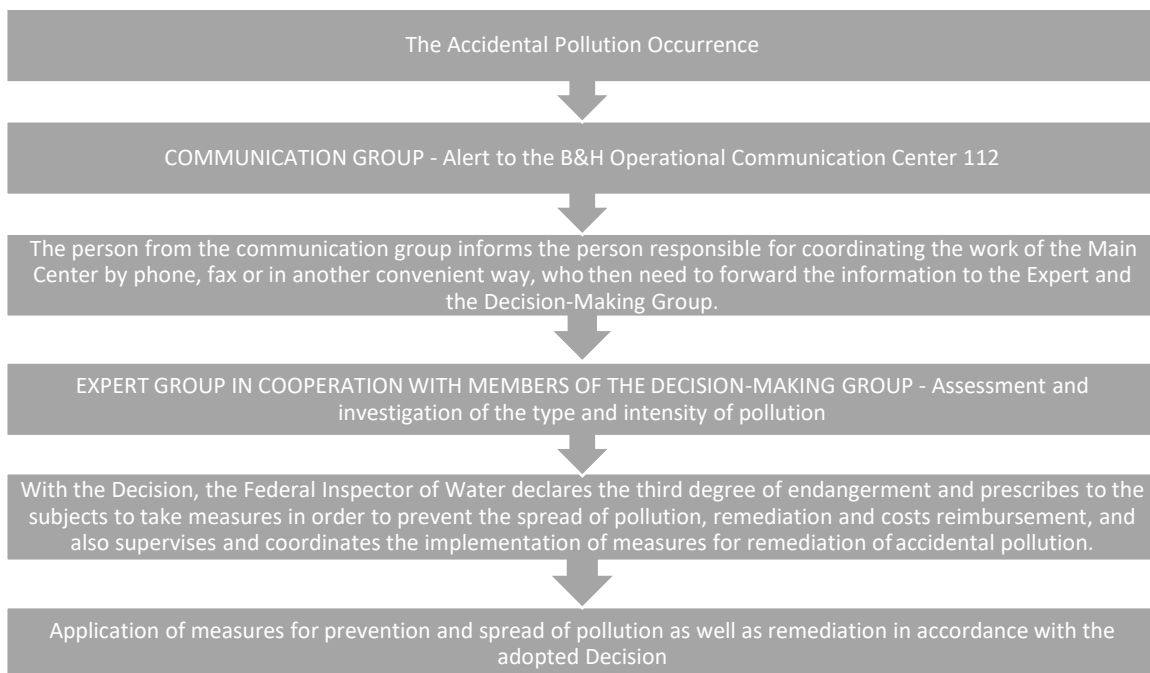 The Accidental Pollution Occurrence
COMMUNICATION GROUP - Alert to the B&H Operational Communication Center 112
The person from the communication group informs the person responsible for coordinating the work of the Main
Center by phone, fax or in another convenient way, who then need to forward the information to the Expert and
the Decision-Making Group.
EXPERT GROUP IN COOPERATION WITH MEMBERS OF THE DECISION-MAKING GROUP - Assessment and
investigation of the type and intensity of pollution
With the Decision, the Federal Inspector of Water declares the third degree of endangerment and prescribes to the
subjects to take measures in order to prevent the spread of pollution, remediation and costs reimbursement, and
also supervises and coordinates the implementation of measures for remediation of accidental pollution.
Application of measures for prevention and spread of pollution as well as remediation in accordance with the
adopted Decision